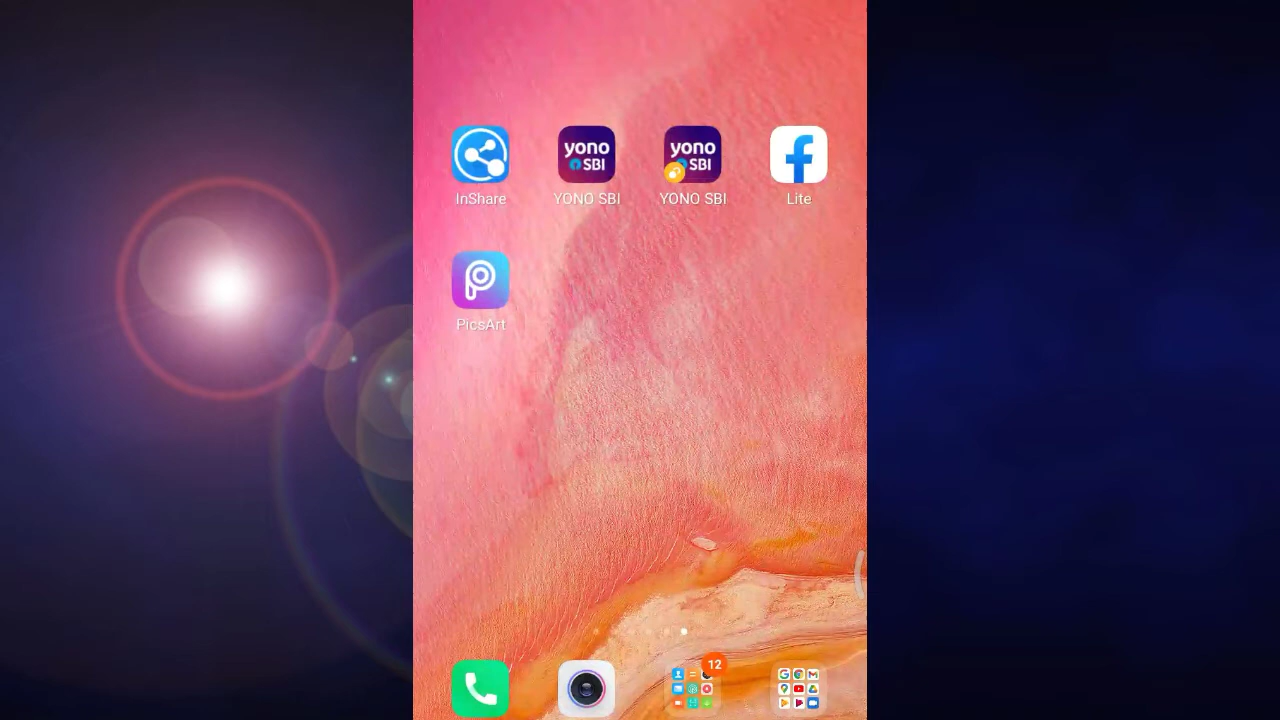 yono
SBI
yono
SBI
InShare
YONO SBI
YONO SBI
Lite
PicsArt
12